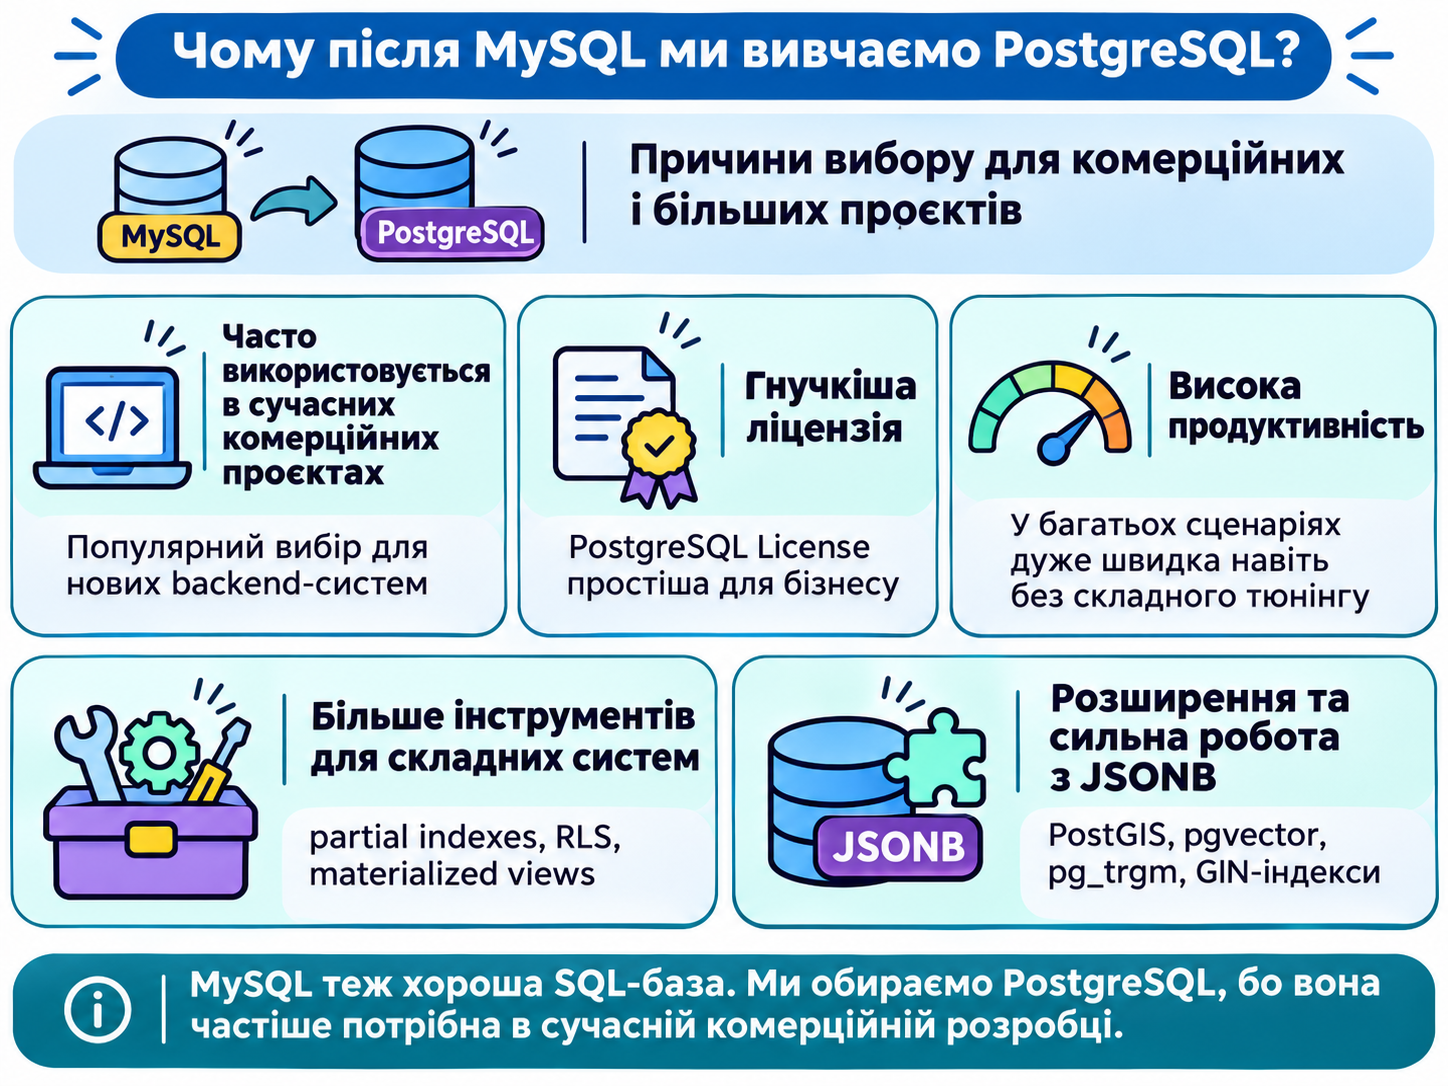 Чому після MySQL ми вивчаємо PostgreSQL?
MySQL
PostgreSQL
Причини вибору для комерційних
і більших проєктів
Часто
використовується
в сучасних
комерційних
проєктах
</>
Популярний вибір для
нових backend-систем
Гнучкіша
ліцензія
PostgreSQL License
простіша для бізнесу
Висока
продуктивність
У багатьох сценаріях
дуже швидка навіть
без складного тюнінгу
Більше інструментів
для складних систем
partial indexes, RLS,
materialized views
Розширення та
сильна робота
з JSONB
JSONB
PostGIS, pgvector,
pg_trgm, GIN-індекси
MySQL теж хороша SQL-база. Ми обираємо PostgreSQL, бо вона
частіше потрібна в сучасній комерційній розробці.